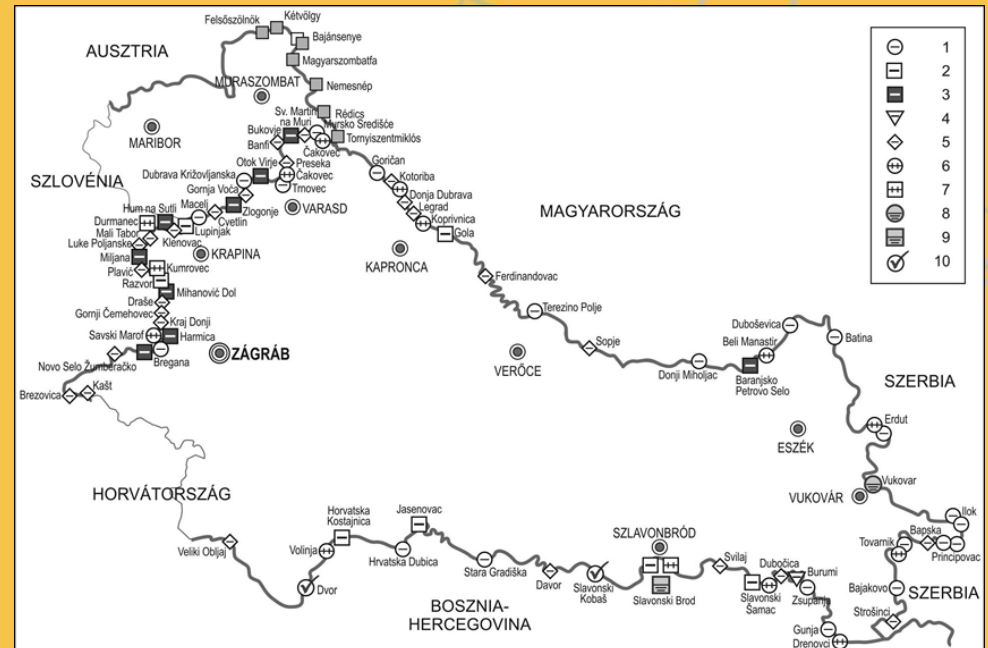 Felsőszölnök
Kétvölgy
Bajánsenye
Magyarszombatfa
AUSZTRIA
MURASZOMBAT
Nemesnép
Rédics
Tornyiszentmiklós
MARIBOR
Sv. Martin
na Muri
Mursko Središće
Bukovje
Banfi
Čakovec
Preseka
Čakovec
Trnovec
Otok Virje
Dubrava Križovljanska
Gornja Voća
SZLOVÉNIA
VARASD
Zlogonje
Cvetlin
Macelj
Lupinjak
Hum na Sutli
Durmanec
Mali Tabor
Luke Poljanske
Klenovac
Miljana
KRAPINA
Plavić
Kumrovec
Razvor
Mihanović Dol
Draše
Gornji Čemehovec
Kraj Donji
Savski Marof
Harmica
ZÁGRÁB
Bregana
Novo Selo Žumberačko
Brezovica
Kašt
Goričan
Kotoriba
Donja Dubrava
Legrad
Koprivnica
Gola
KAPRONCA
MAGYARORSZÁG
Ferdinandovac
Terezino Polje
VERŐCE
Sopje
Donji Miholjac
Baranjsko
Petrovo Selo
Beli Manastir
Duboševica
Batina
SZERBIA
ESZÉK
Erdut
VUKOVÁR
Vukovar
Ilok
Bapska
Principovac
Tovarnik
Bajakovo
SZERBIA
Strošinci
HORVÁTORSZÁG
Veliki Obljaj
Dvor
Volinja
Horvatska
Kostajnica
Jasenovac
Hrvatska Dubica
Stara Gradiška
BOSZNIA-
HERCEGOVINA
Davor
Slavonski
Kobaš
SZLAVONBRÓD
Slavonski Brod
Svilaj
Slavonski
Šamac
Dubočica
Burumi
Zsupanja
Gunja
Drenovci
1
2
3
4
5
6
7
8
9
10